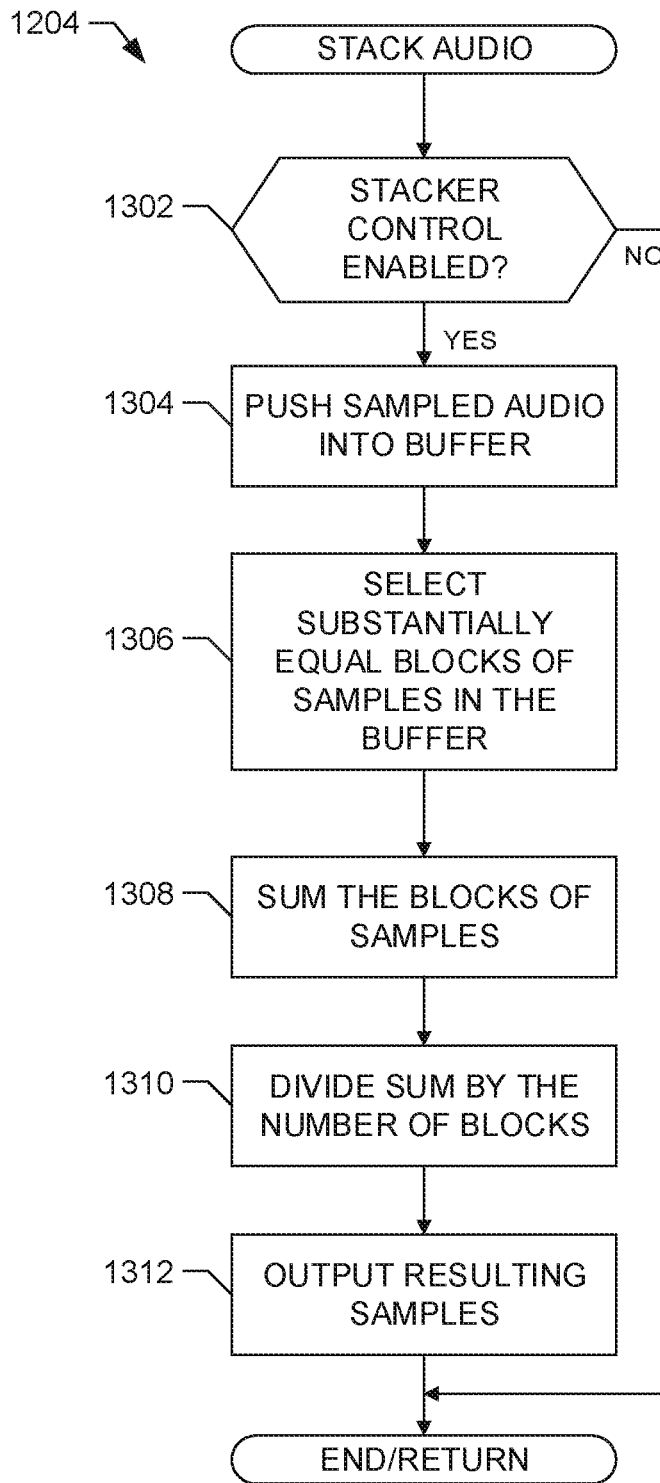 1204
STACK AUDIO
1302
STACKER
CONTROL
ENABLED?
NO
YES
1304
PUSH SAMPLED AUDIO
INTO BUFFER
1306
SELECT
SUBSTANTIALLY
EQUAL BLOCKS OF
SAMPLES IN THE
BUFFER
1308
SUM THE BLOCKS OF
SAMPLES
1310
DIVIDE SUM BY THE
NUMBER OF BLOCKS
1312
OUTPUT RESULTING
SAMPLES
END/RETURN